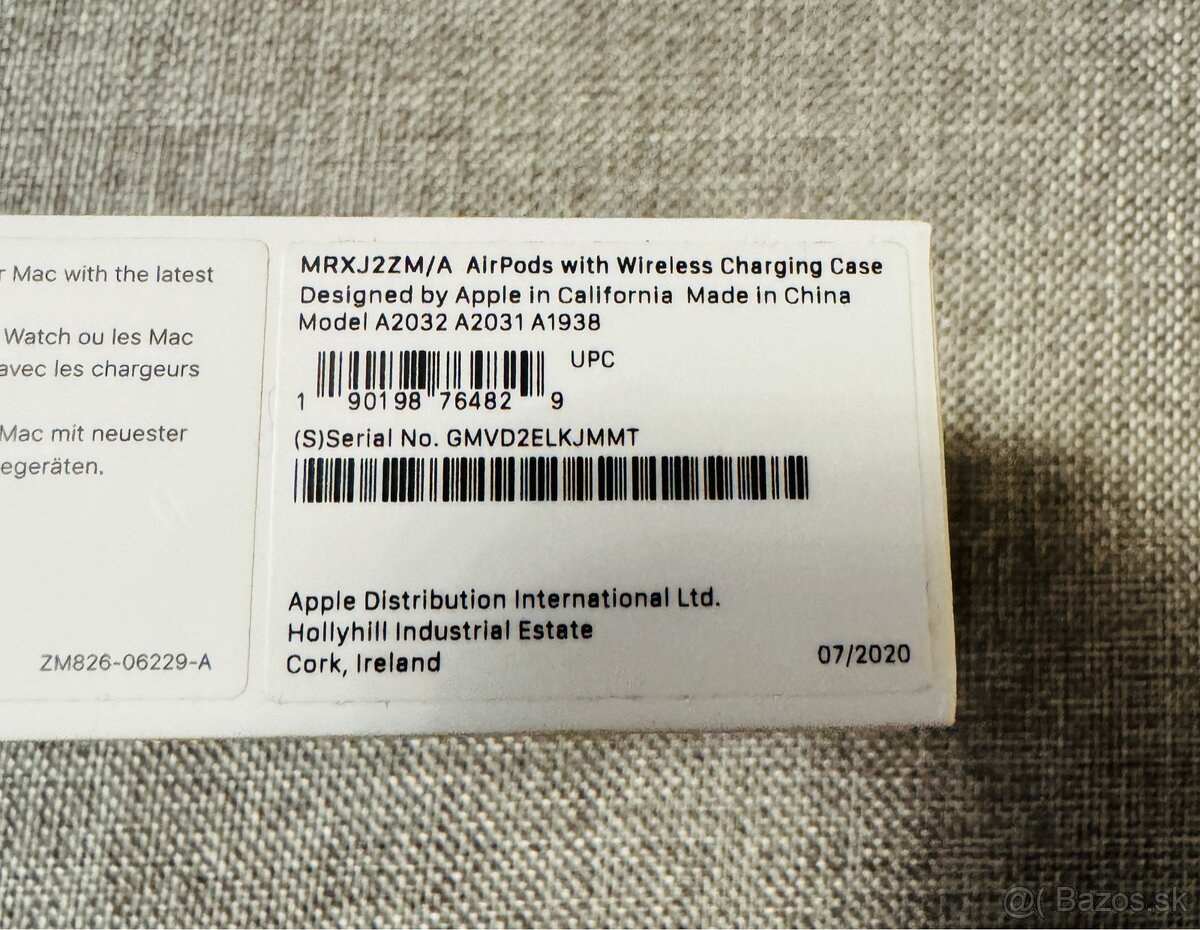 r Mac with the latest
Watch ou les Mac
avec les chargeurs
Mac mit neuester
egeräten.
ZM826-06229-A
MRXJ2ZM/A AirPods with Wireless Charging Case
Designed by Apple in California Made in China
Model A2032 A2031 A1938
UPC
1 90198 76482 9
(S)Serial No. GMVD2ELKJMMT
Apple Distribution International Ltd.
Hollyhill Industrial Estate
Cork, Ireland
07/2020
@( Bazos.sk